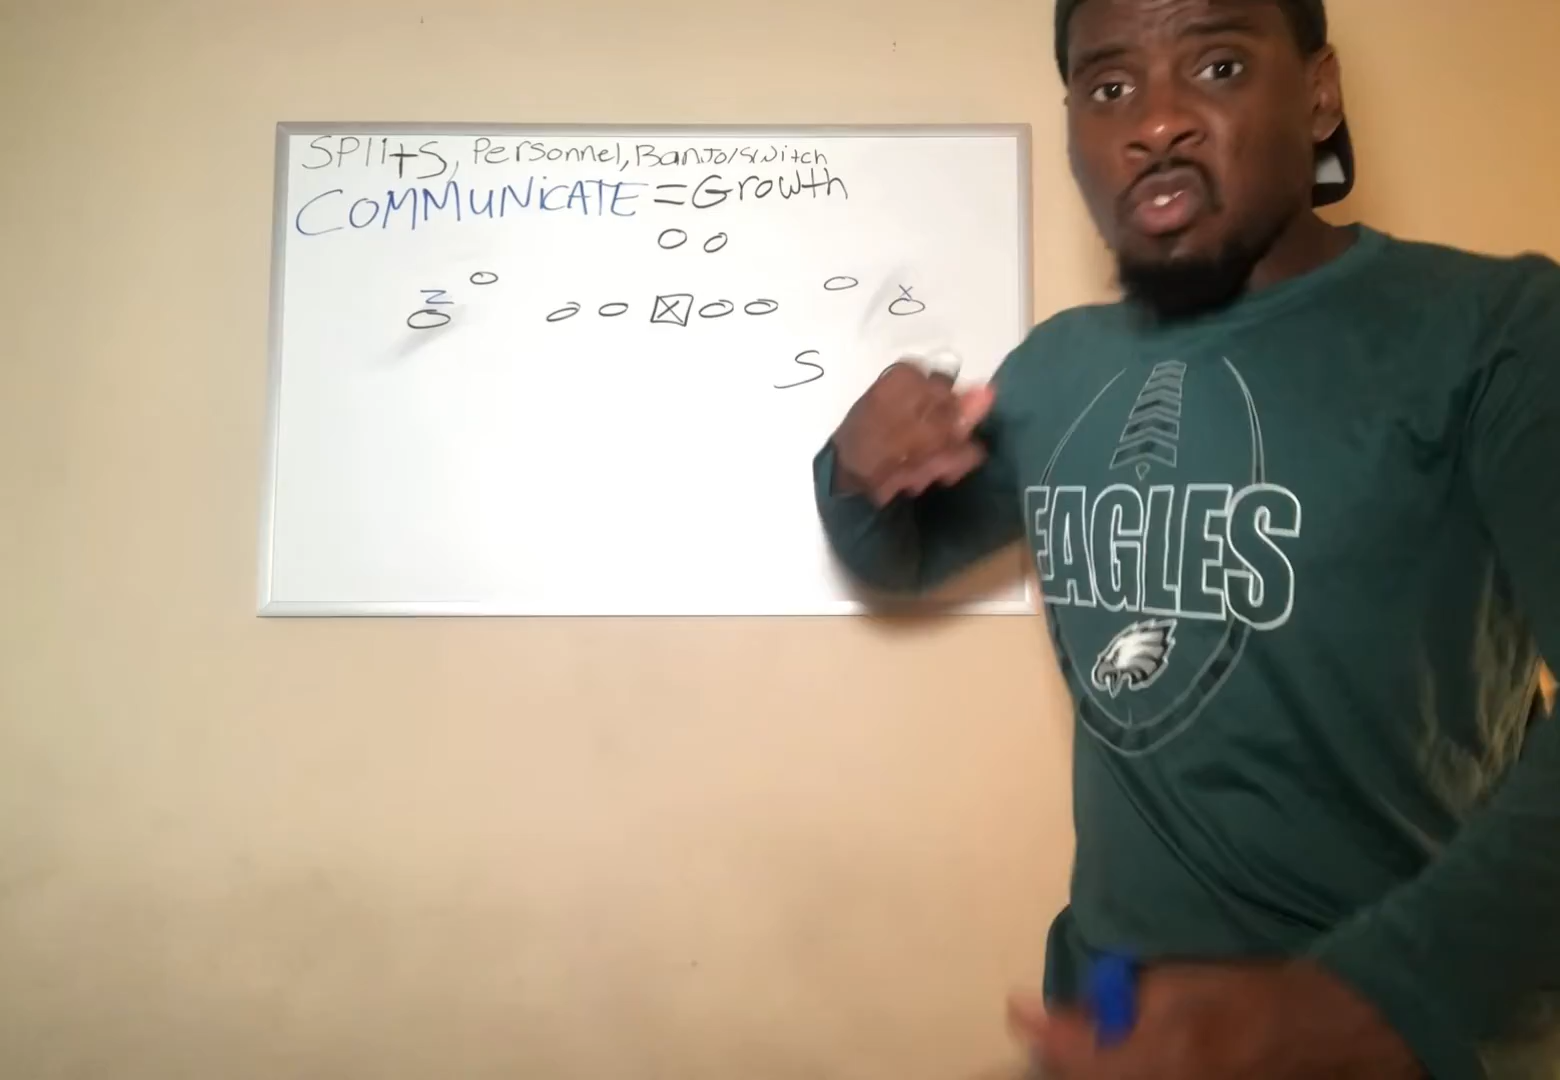 SPlitS, Personnel, BanJo/Switch
COMMUNiCATE = Growth
Z
X
X
S
EAGLES